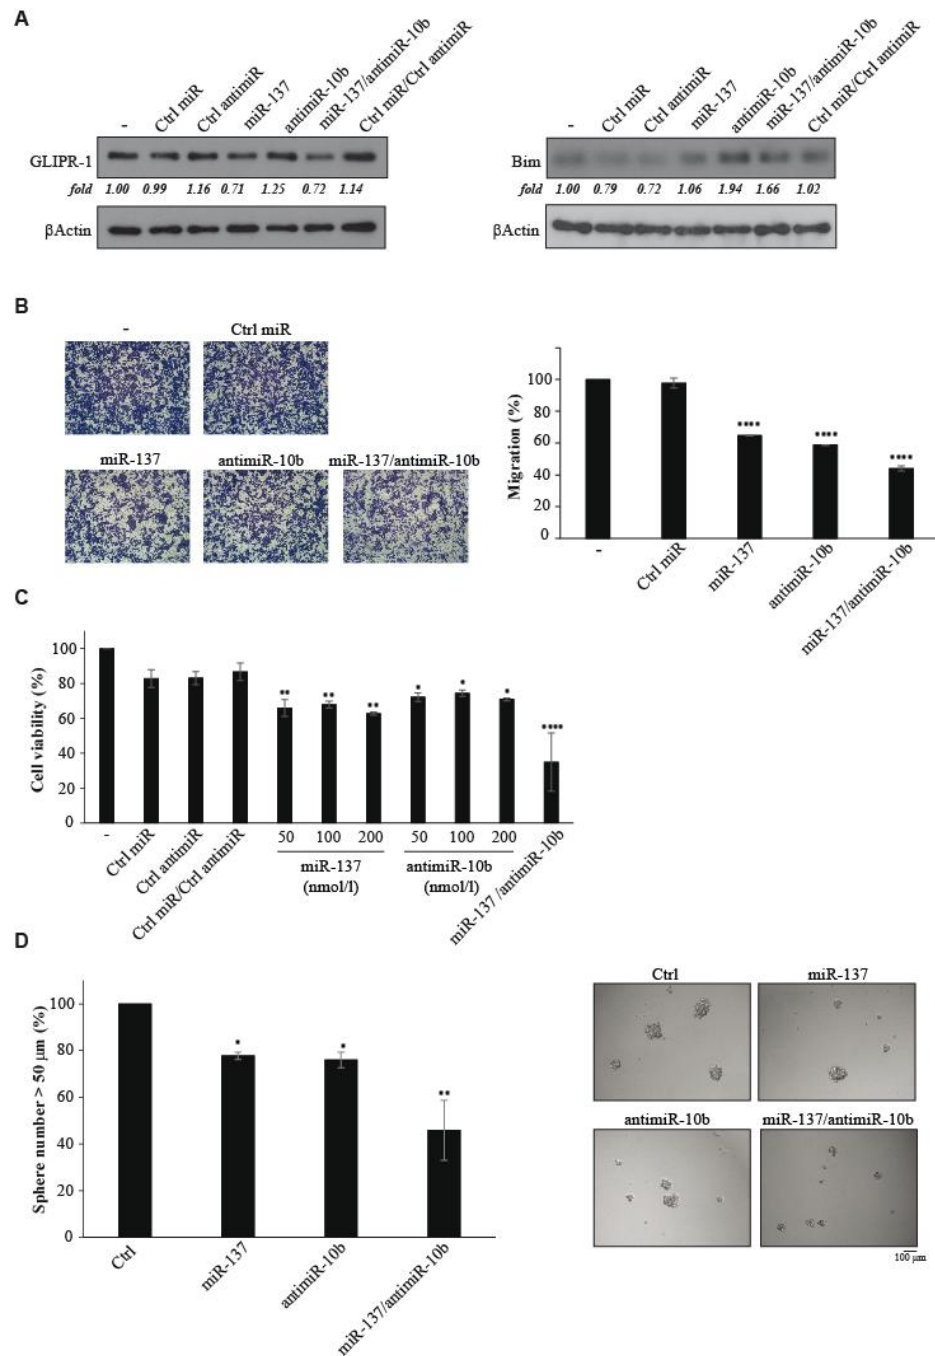 A
- Ctrl miR Ctrl antimiR miR-137 antimiR-10b miR-137/antimiR-10b Ctrl miR/Ctrl antimiR
GLIPR-1
fold 1.00 0.99 1.16 0.71 1.25 0.72 1.14
βActin
- Ctrl miR Ctrl antimiR miR-137 antimiR-10b miR-137/antimiR-10b Ctrl miR/Ctrl antimiR
Bim
fold 1.00 0.79 0.72 1.06 1.94 1.66 1.02
βActin
B
- Ctrl miR
miR-137 antimiR-10b miR-137/antimiR-10b
Migration (%)
100
80
60
40
20
0
**** **** ****
- Ctrl miR miR-137 antimiR-10b miR-137/antimiR-10b
C
Cell viability (%)
100
80
60
40
20
0
** ** ** * * * ****
- Ctrl miR Ctrl antimiR Ctrl miR/Ctrl antimiR 50 100 200 50 100 200 miR-137/antimiR-10b
miR-137 antimiR-10b
(nmol/l) (nmol/l)
D
Sphere number > 50 μm (%)
100
80
60
40
20
0
* * **
Ctrl miR-137 antimiR-10b miR-137/antimiR-10b
Ctrl miR-137
antimiR-10b miR-137/antimiR-10b
100 μm